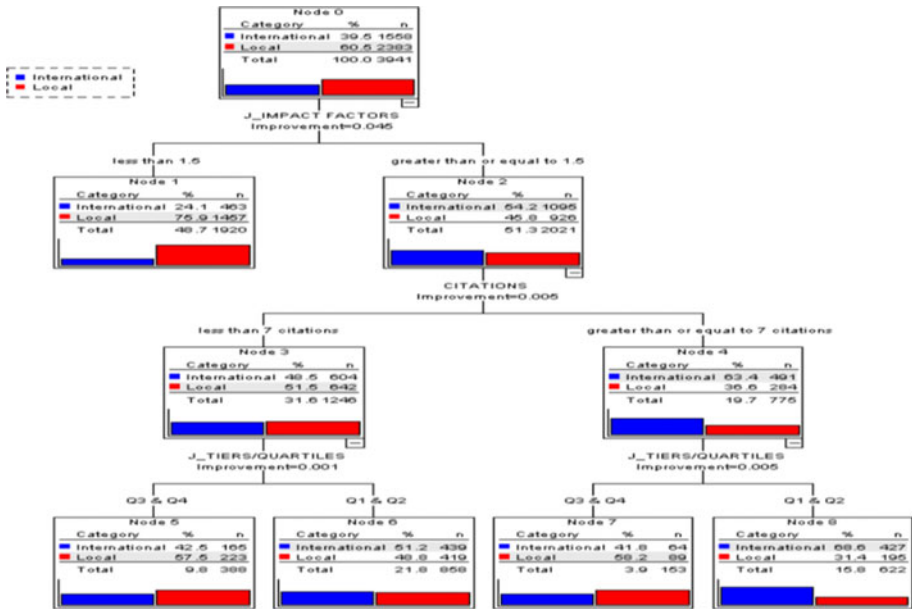 Node 0
Category % n
International 39.5 1558
Local 60.5 2383
Total 100.0 3941
International
Local
J_IMPACT FACTORS
Improvement=0.045
less than 1.5
greater than or equal to 1.5
Node 1
Category % n
International 24.1 463
Local 75.9 1457
Total 48.7 1920
Node 2
Category % n
International 54.2 1095
Local 45.8 926
Total 51.3 2021
CITATIONS
Improvement=0.005
less than 7 citations
greater than or equal to 7 citations
Node 3
Category % n
International 48.5 604
Local 51.5 642
Total 31.6 1246
Node 4
Category % n
International 63.4 491
Local 36.6 284
Total 19.7 775
J_TIERS/QUARTILES
Improvement=0.001
J_TIERS/QUARTILES
Improvement=0.005
Q3 & Q4
Q1 & Q2
Q3 & Q4
Q1 & Q2
Node 5
Category % n
International 42.5 165
Local 57.5 223
Total 9.8 388
Node 6
Category % n
International 51.2 439
Local 48.8 419
Total 21.8 858
Node 7
Category % n
International 41.8 64
Local 58.2 89
Total 3.9 153
Node 8
Category % n
International 68.6 427
Local 31.4 195
Total 15.8 622